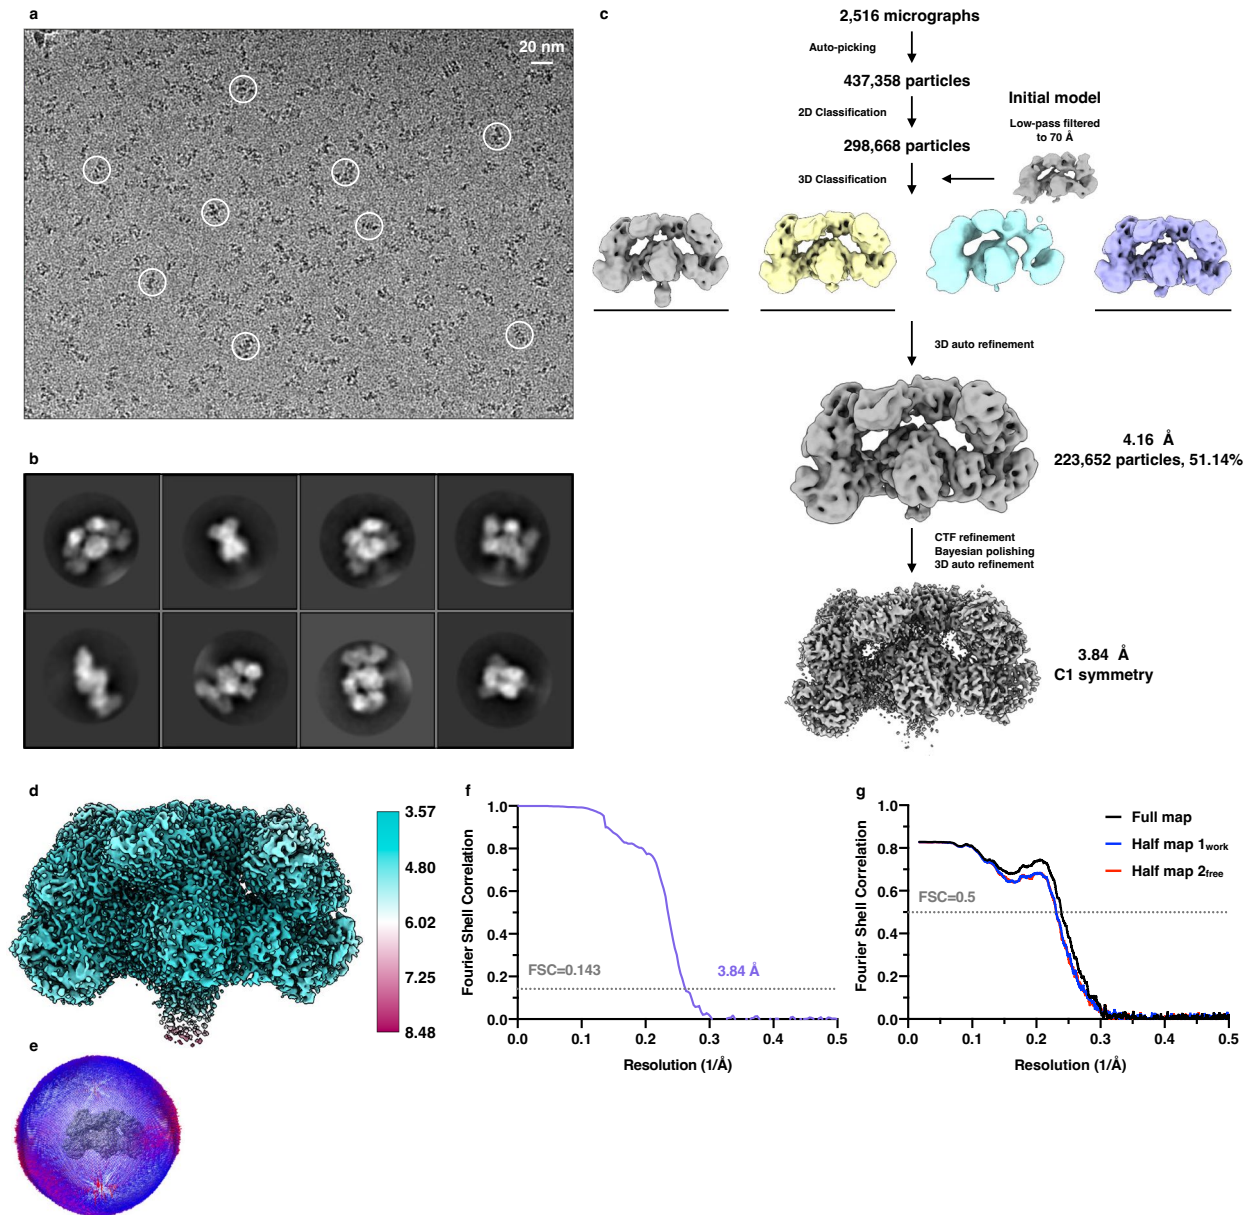 a
20 nm
b
c
2,516 micrographs
Auto-picking
437,358 particles
2D Classification
298,668 particles
3D Classification
Initial model
Low-pass filtered
to 70 Å
3D auto refinement
4.16 Å
223,652 particles, 51.14%
CTF refinement
Bayesian polishing
3D auto refinement
3.84 Å
C1 symmetry
d
3.57
4.80
6.02
7.25
8.48
e
f
Fourier Shell Correlation
1.0
0.8
0.6
0.4
0.2
0.0
FSC=0.143
3.84 Å
0.0
0.1
0.2
0.3
0.4
0.5
Resolution (1/Å)
g
Fourier Shell Correlation
1.0
0.8
0.6
0.4
0.2
0.0
FSC=0.5
Full map
Half map 1work
Half map 2free
0.0
0.1
0.2
0.3
0.4
0.5
Resolution (1/Å)